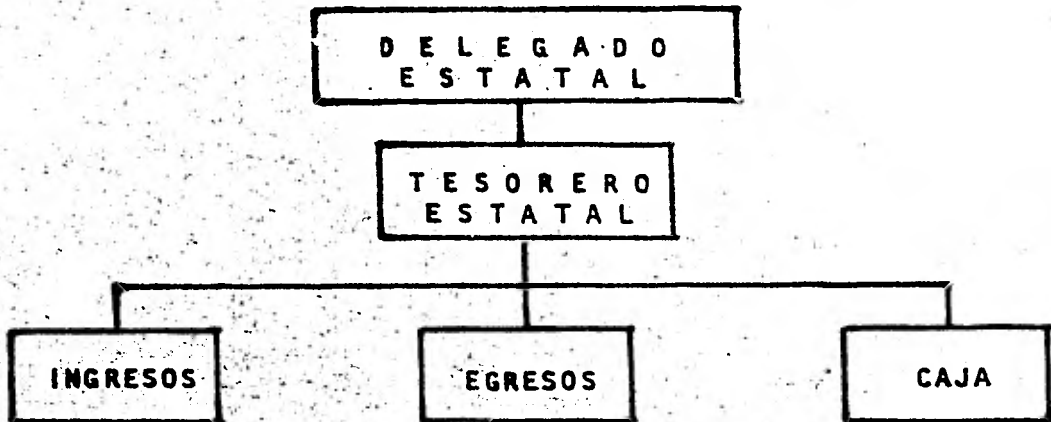 DELEGADO
ESTATAL
TESORERO
ESTATAL
INGRESOS
EGRESOS
CAJA